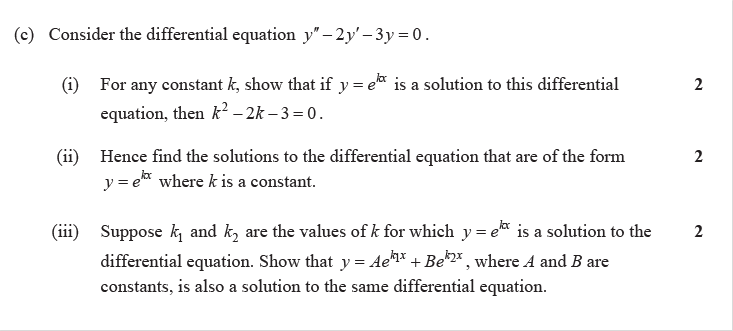 (c) Consider the differential equation y″ – 2y′ – 3y = 0.
(i) For any constant k, show that if y = e^{kx} is a solution to this differential 2
equation, then k² – 2k – 3 = 0.
(ii) Hence find the solutions to the differential equation that are of the form 2
y = e^{kx} where k is a constant.
(iii) Suppose k₁ and k₂ are the values of k for which y = e^{kx} is a solution to the 2
differential equation. Show that y = Ae^{k₁x} + Be^{k₂x}, where A and B are
constants, is also a solution to the same differential equation.